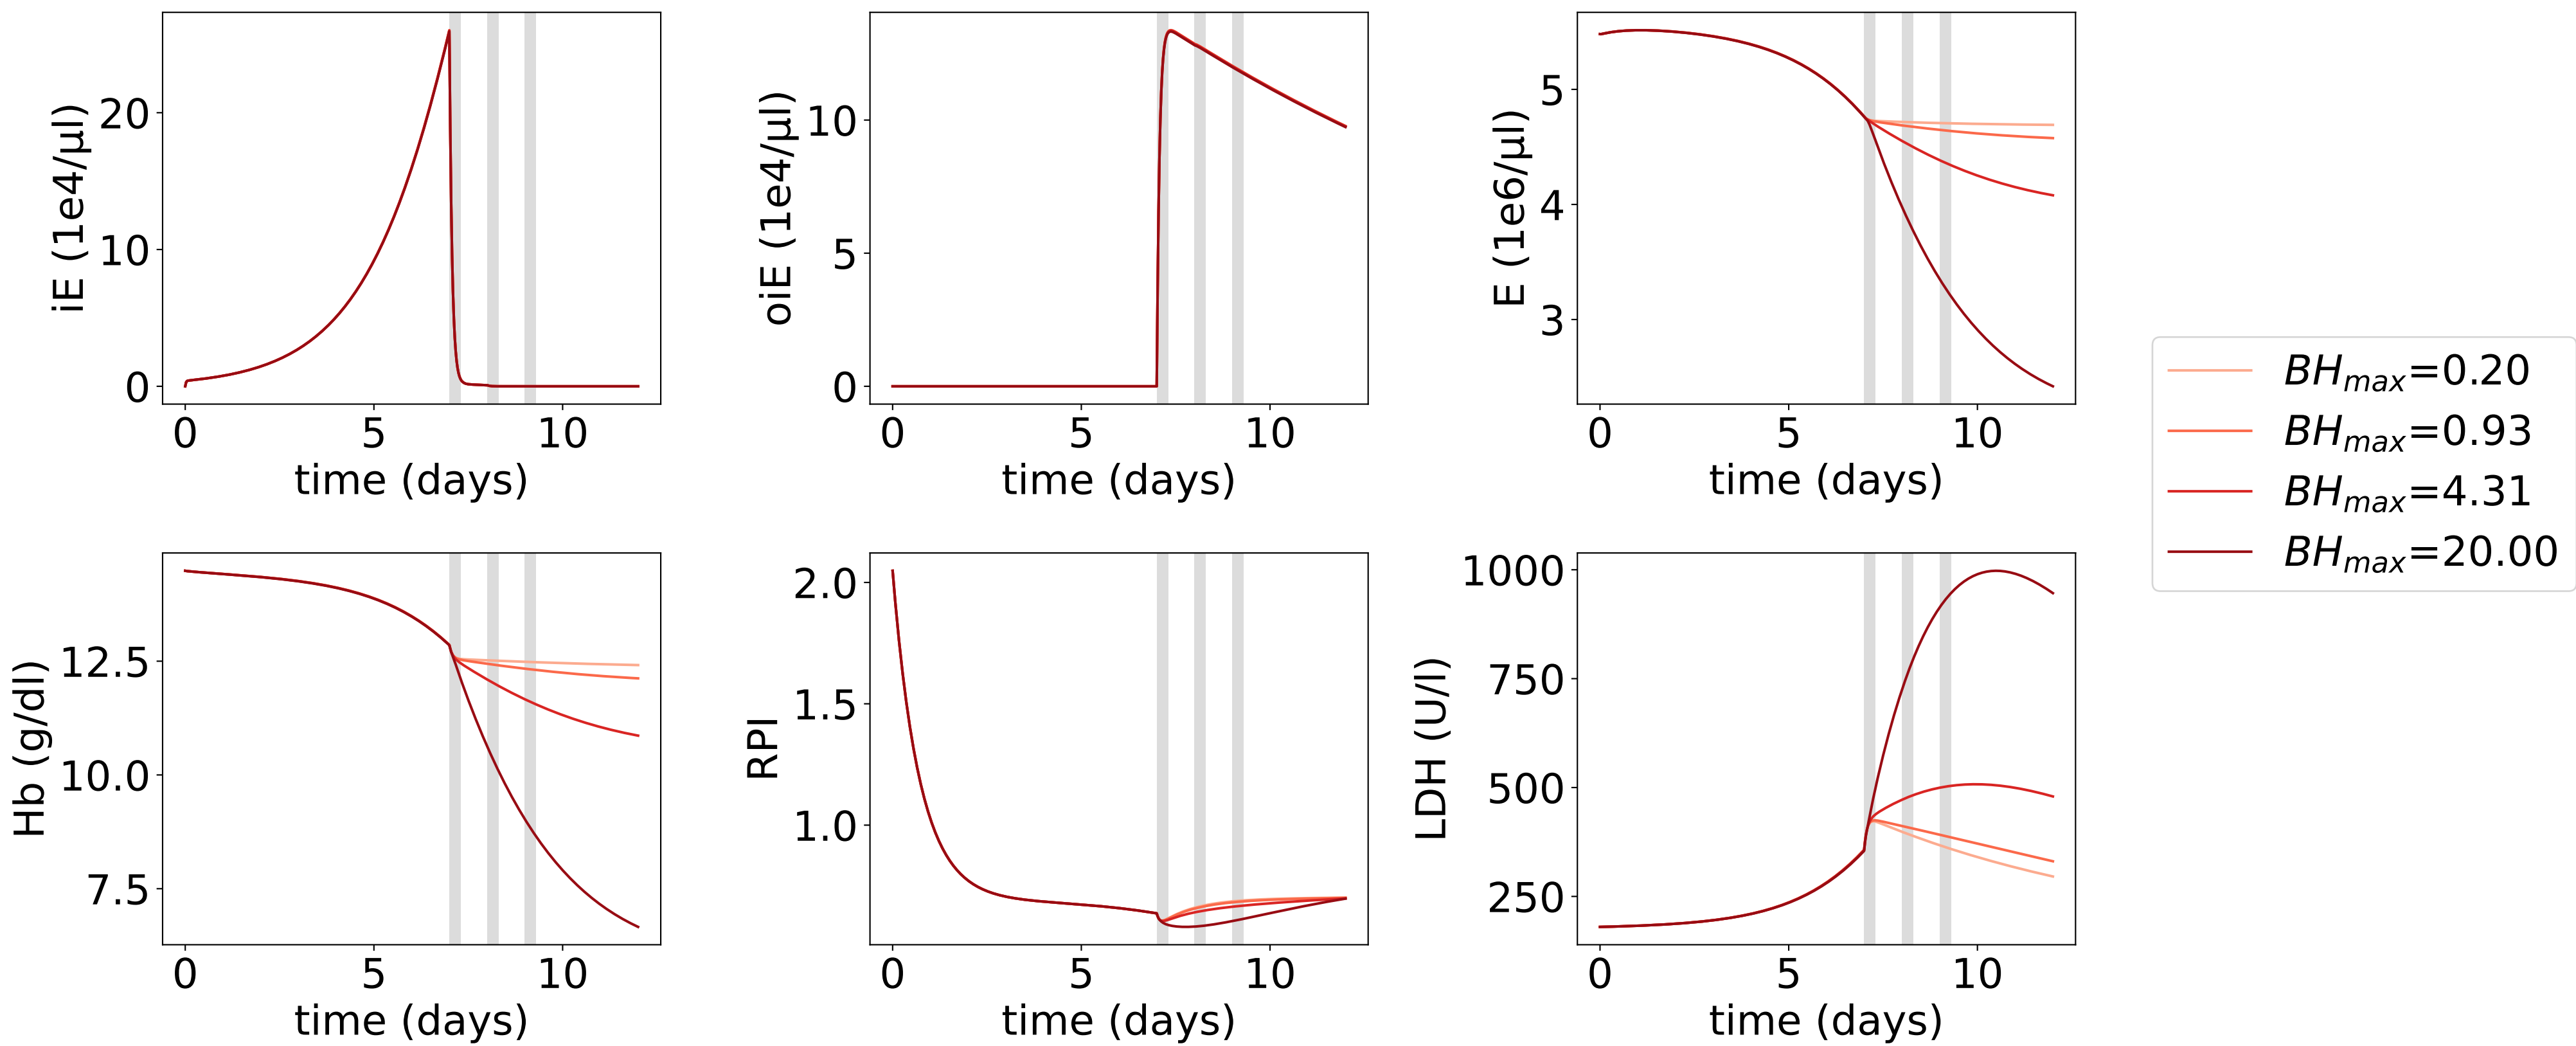 iE (1e4/μl)
20
10
0
0 5 10
time (days)
oiE (1e4/μl)
10
5
0
0 5 10
time (days)
E (1e6/μl)
5
4
3
0 5 10
time (days)
Hb (g/dl)
12.5
10.0
7.5
0 5 10
time (days)
RPI
2.0
1.5
1.0
0 5 10
time (days)
LDH (U/l)
1000
750
500
250
0 5 10
time (days)
BHmax=0.20
BHmax=0.93
BHmax=4.31
BHmax=20.00